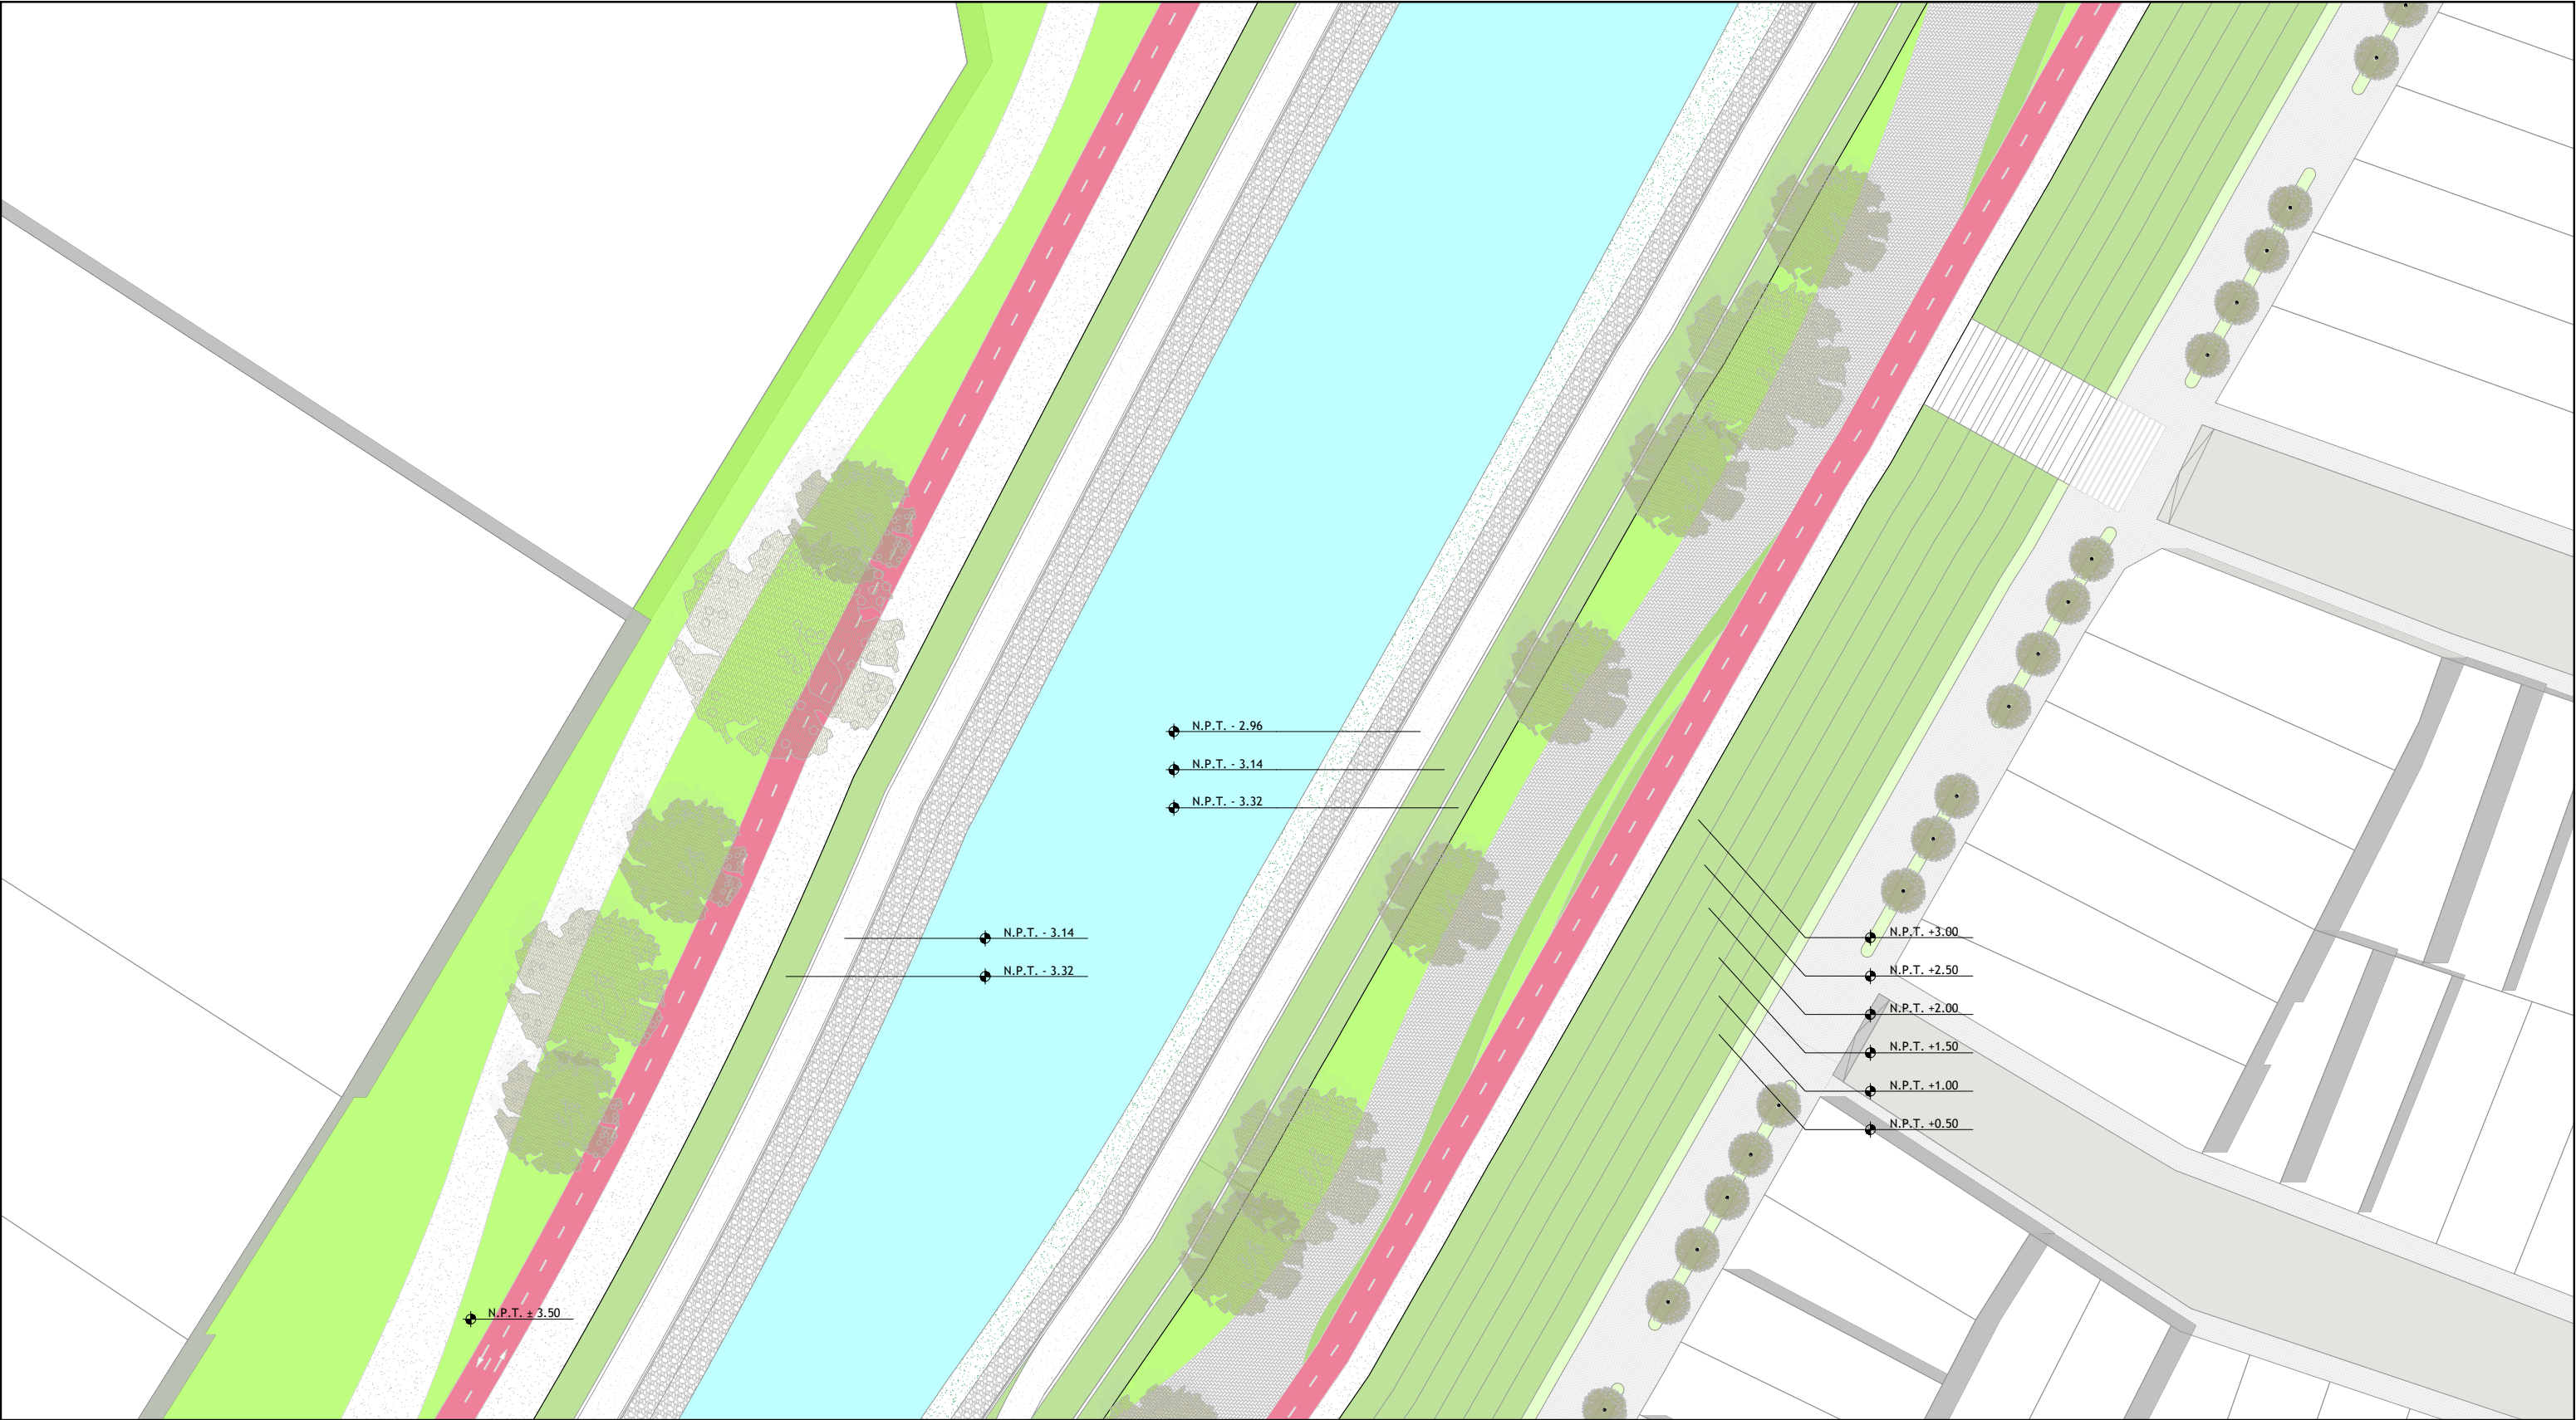 N.P.T. - 2.96
N.P.T. - 3.14
N.P.T. - 3.32
N.P.T. - 3.14
N.P.T. - 3.32
N.P.T. +3.00
N.P.T. +2.50
N.P.T. +2.00
N.P.T. +1.50
N.P.T. +1.00
N.P.T. +0.50
N.P.T. ± 3.50